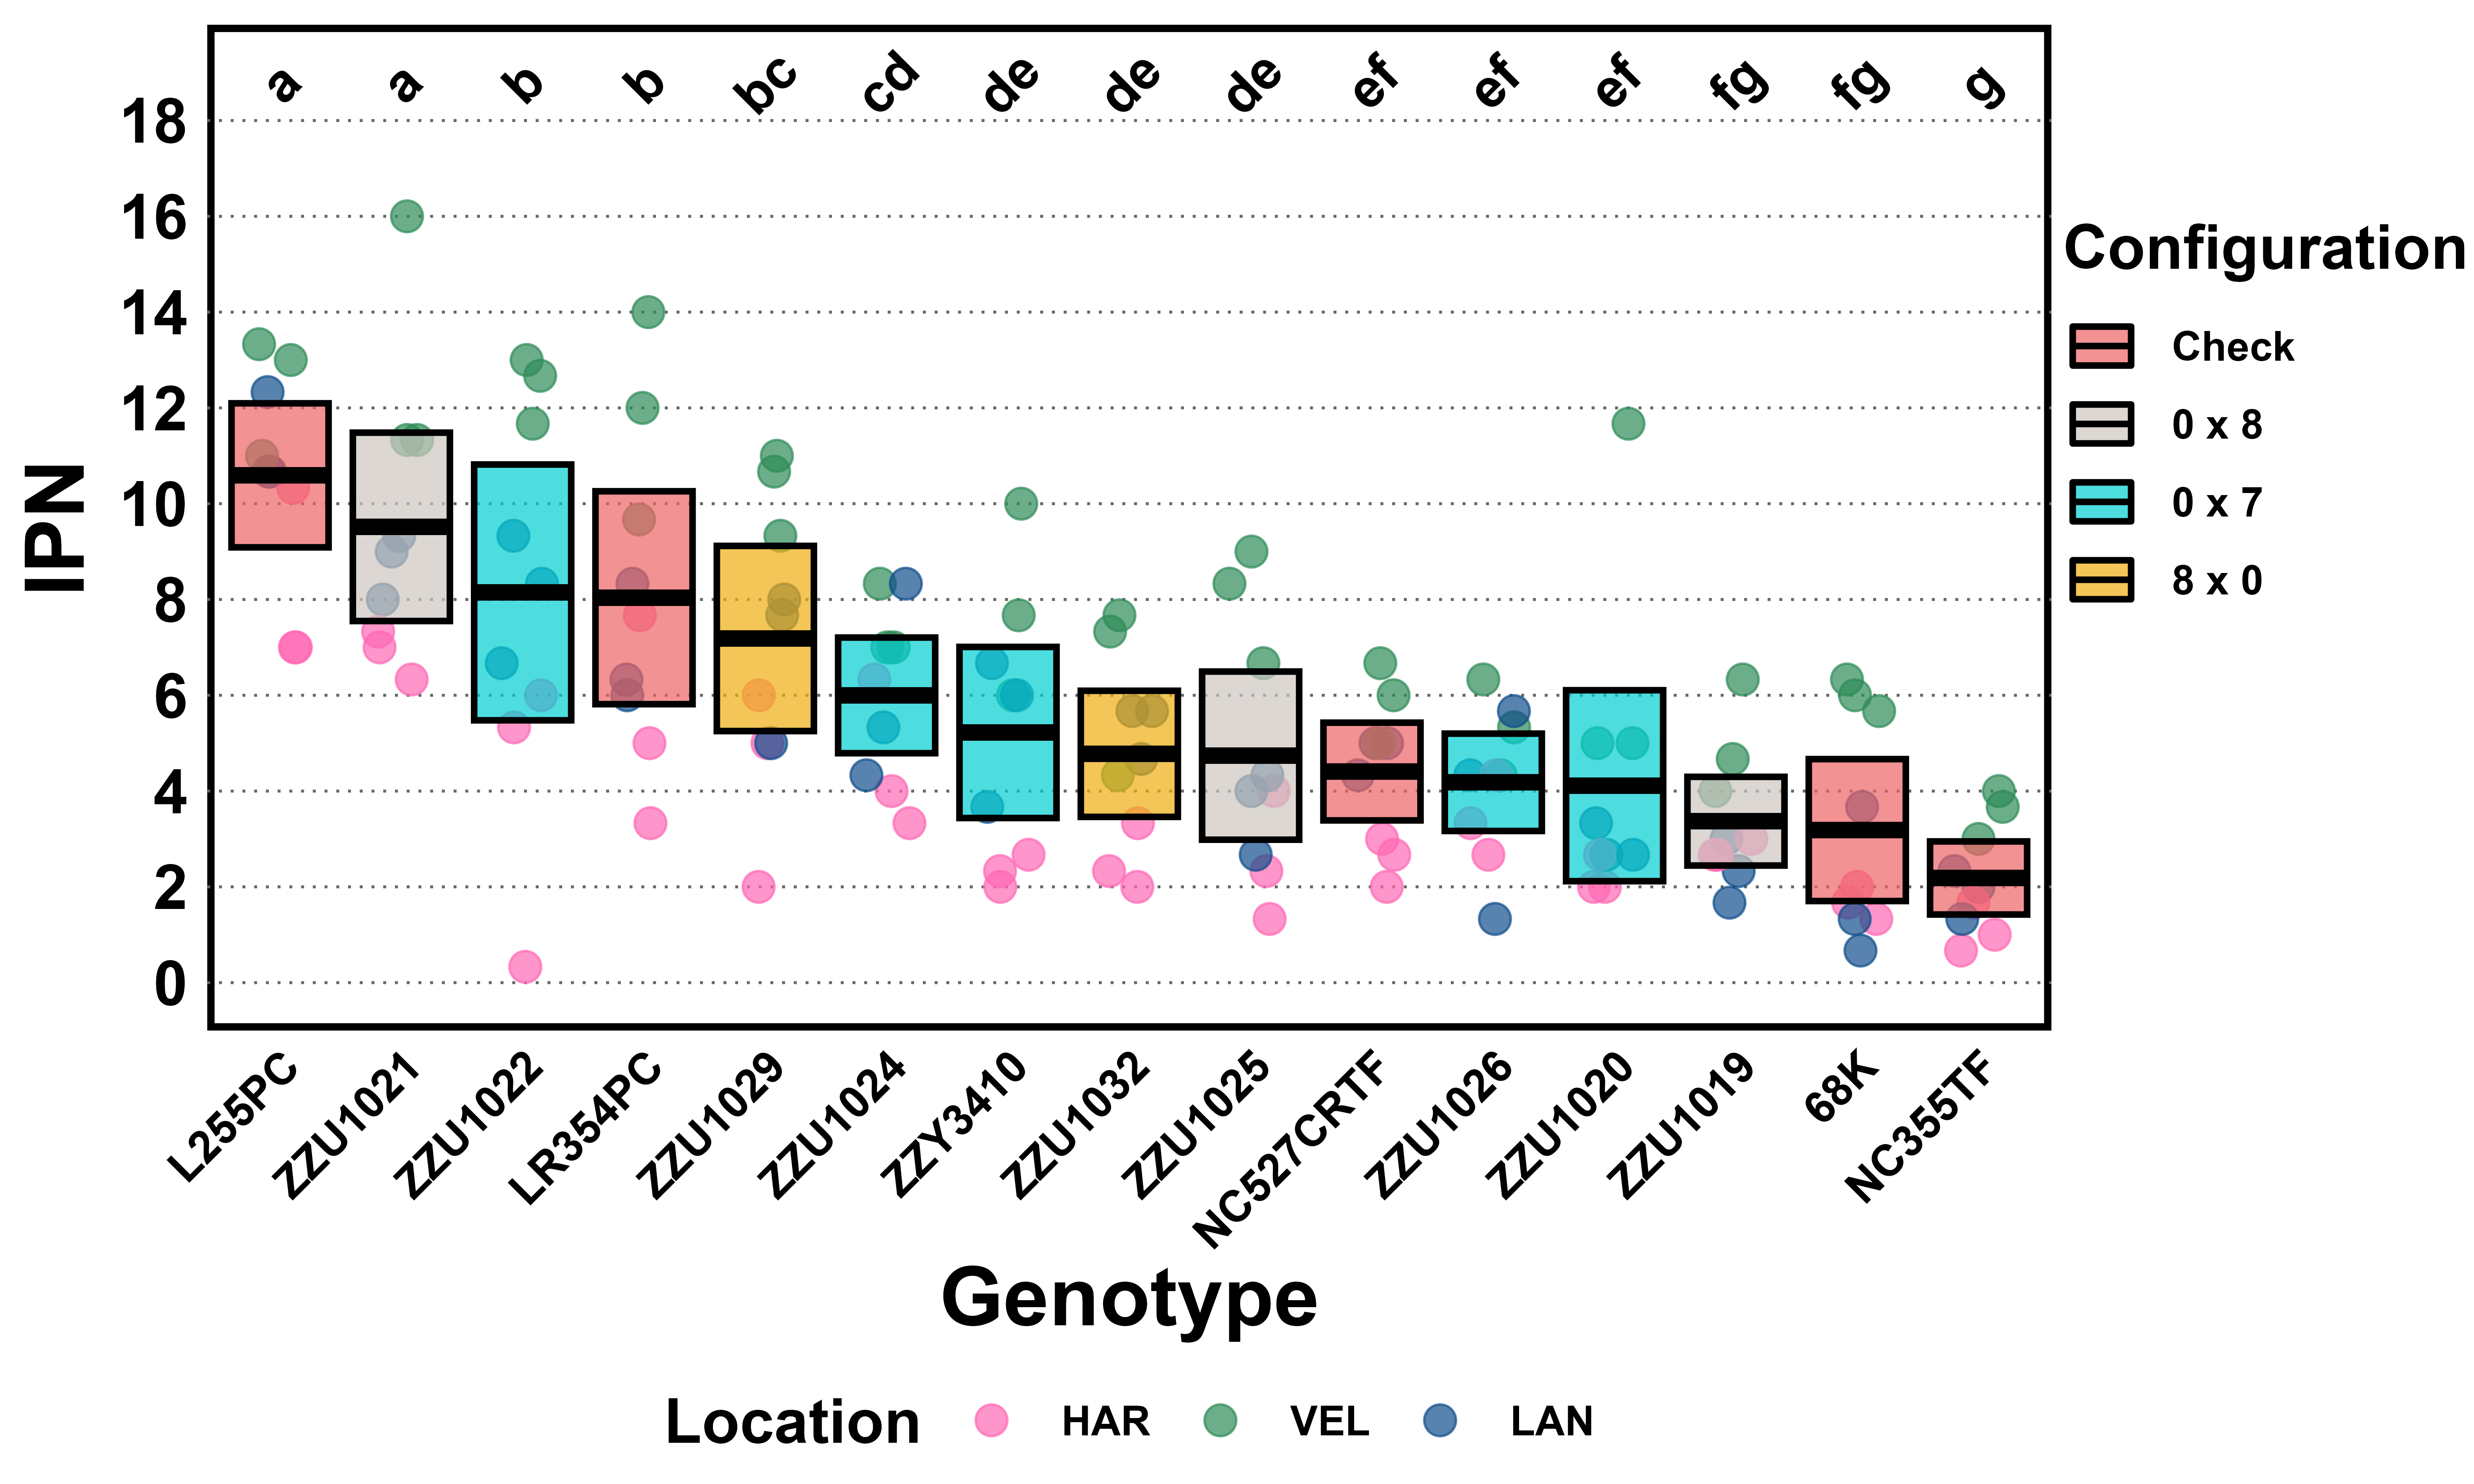 a a b b bc cd de de de ef ef ef fg fg g
18
16
14
12
10
8
6
4
2
0
IPN
L255PC ZZU1021 ZZU1022 LR354PC ZZU1029 ZZU1024 ZZY3410 ZZU1032 ZZU1025 NC527CRTF ZZU1026 ZZU1020 ZZU1019 68K NC355TF
Genotype
Configuration
Check
0 x 8
0 x 7
8 x 0
Location HAR VEL LAN